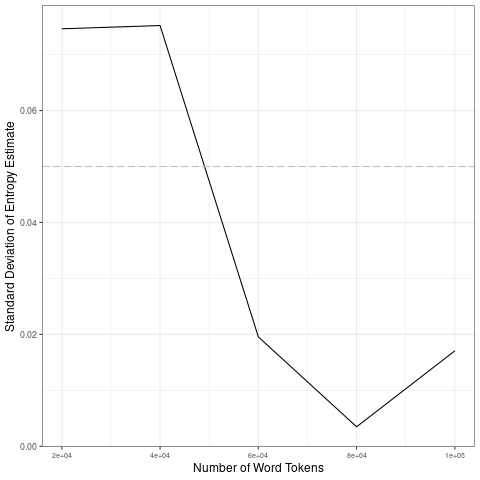 Standard Deviation of Entropy Estimate
0.06
0.04
0.02
0.00
2e+04 4e+04 6e+04 8e+04 1e+05
Number of Word Tokens